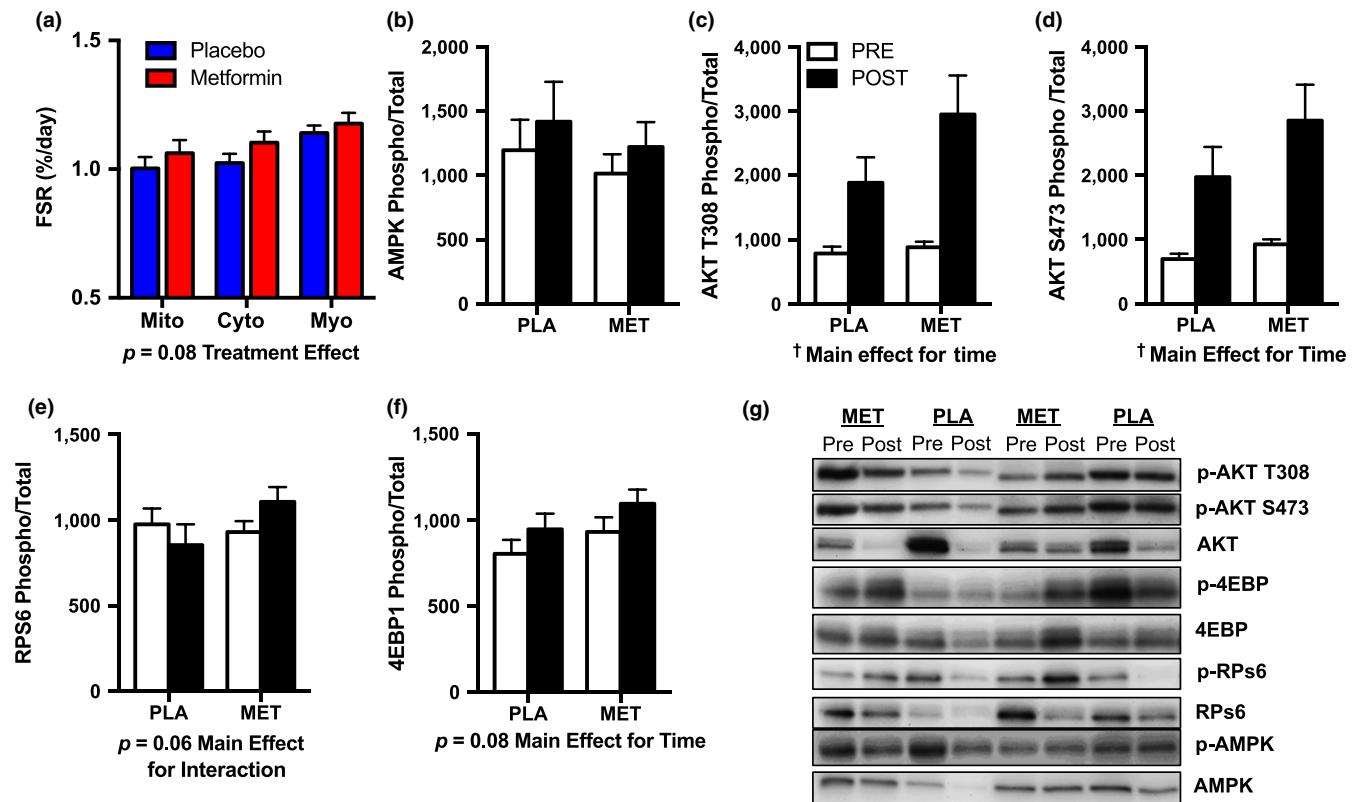 (a)
FSR (%/day)
1.5
1.0
0.5
Placebo
Metformin
Mito Cyto Myo
p = 0.08 Treatment Effect
(b)
AMPK Phospho/Total
2,000
1,500
1,000
500
0
PLA MET
(c)
AKT T308 Phospho/Total
4,000
3,000
2,000
1,000
0
PRE
POST
PLA MET
† Main effect for time
(d)
AKT S473 Phospho /Total
4,000
3,000
2,000
1,000
0
PLA MET
† Main Effect for Time
(e)
RPS6 Phospho/Total
1,500
1,000
500
0
PLA MET
p = 0.06 Main Effect
for Interaction
(f)
4EBP1 Phospho/Total
1,500
1,000
500
0
PLA MET
p = 0.08 Main Effect for Time
(g)
MET PLA MET PLA
Pre Post Pre Post Pre Post Pre Post
p-AKT T308
p-AKT S473
AKT
p-4EBP
4EBP
p-RPs6
RPs6
p-AMPK
AMPK